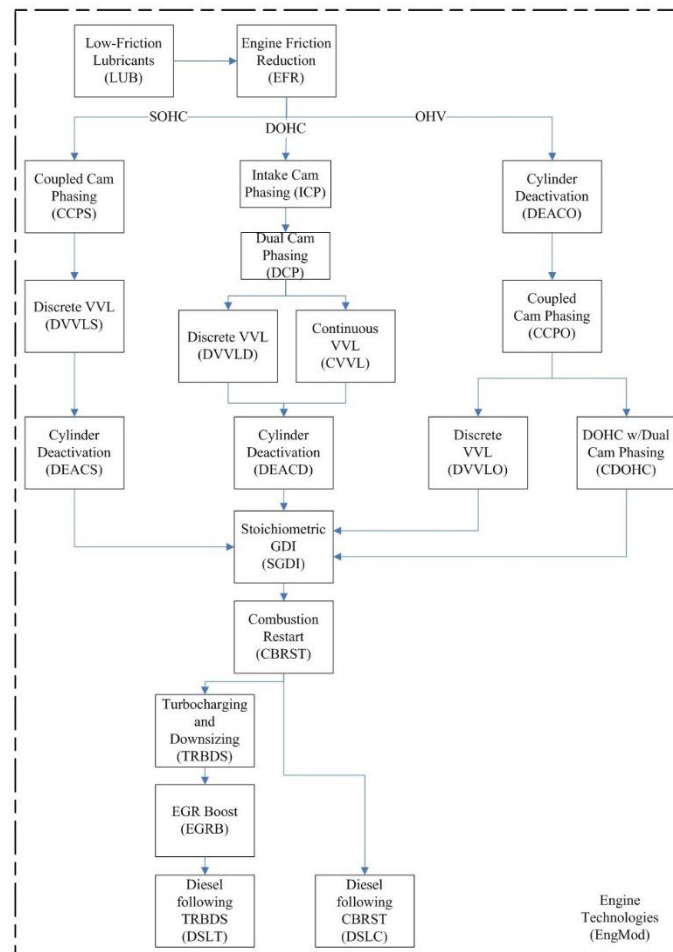 Low-Friction
Lubricants
(LUB)
Engine Friction
Reduction
(EFR)
SOHC
DOHC
OHV
Coupled Cam
Phasing
(CCPS)
Intake Cam
Phasing (ICP)
Cylinder
Deactivation
(DEACO)
Dual Cam
Phasing
(DCP)
Discrete VVL
(DVVLS)
Discrete VVL
(DVVLD)
Continuous
VVL
(CVVL)
Coupled
Cam Phasing
(CCPO)
Cylinder
Deactivation
(DEACS)
Cylinder
Deactivation
(DEACD)
Discrete
VVL
(DVVLO)
DOHC w/Dual
Cam Phasing
(CDOHC)
Stoichiometric
GDI
(SGDI)
Combustion
Restart
(CBRST)
Turbocharging
and
Downsizing
(TRBDS)
EGR Boost
(EGRB)
Diesel
following
TRBDS
(DSLT)
Diesel
following
CBRST
(DSLC)
Engine
Technologies
(EngMod)